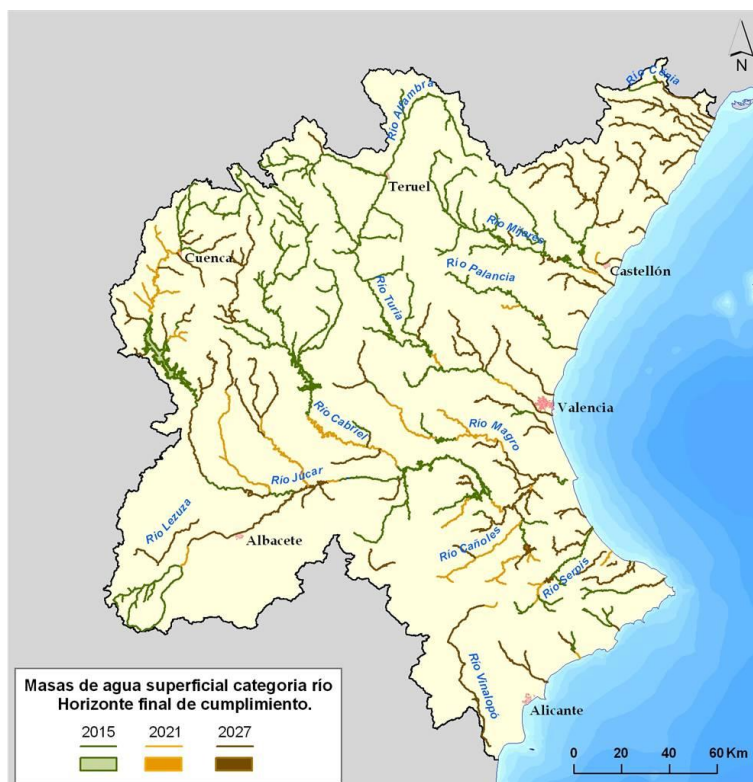 N
Río Cenia
Río Alfambra
Teruel
Río Mijares
Cuenca
Castellón
Río Palancia
Río Turia
Valencia
Río Cabriel
Río Magro
Río Júcar
Río Lezuza
Albacete
Río Cañoles
Río Serpis
Río Vinalopó
Alicante
Masas de agua superficial categoria río
Horizonte final de cumplimiento.
2015 2021 2027
0 20 40 60 Km